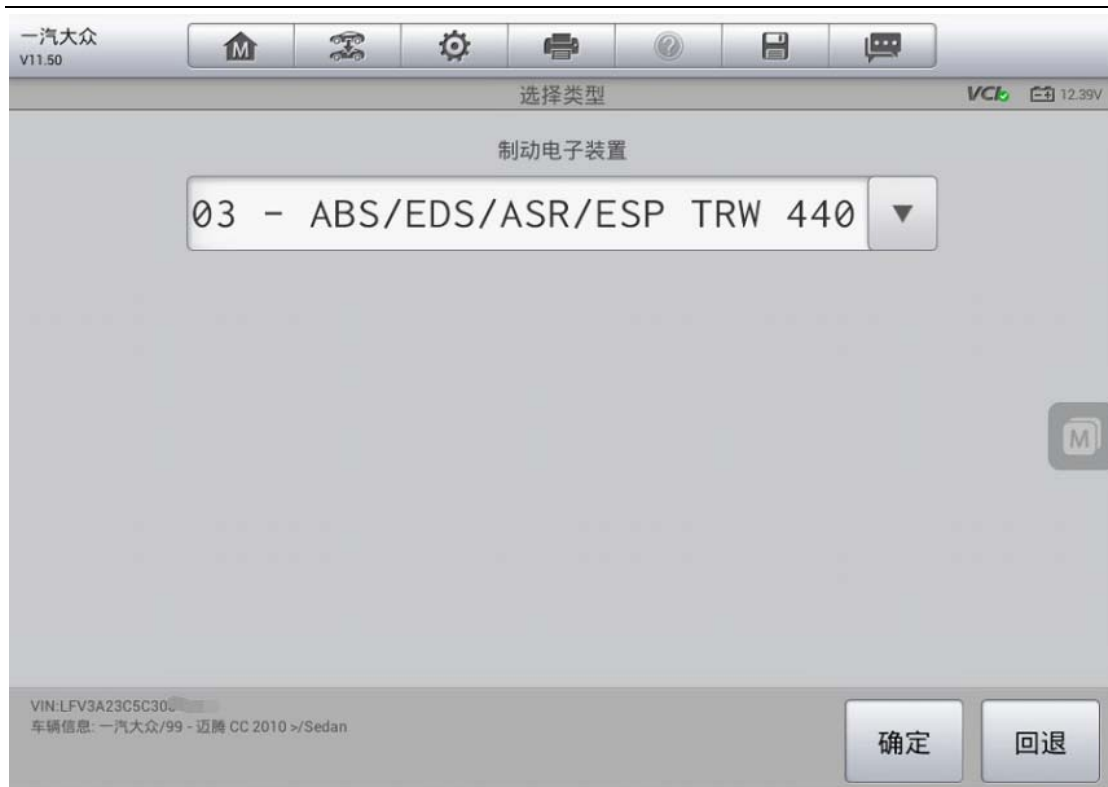 一汽大众
V11.50
选择类型
VCI
12.39V
制动电子装置
03 - ABS/EDS/ASR/ESP TRW 440
M
VIN:LFV3A23C5C30
车辆信息: 一汽大众/99 - 迈腾 CC 2010 >/Sedan
确定
回退